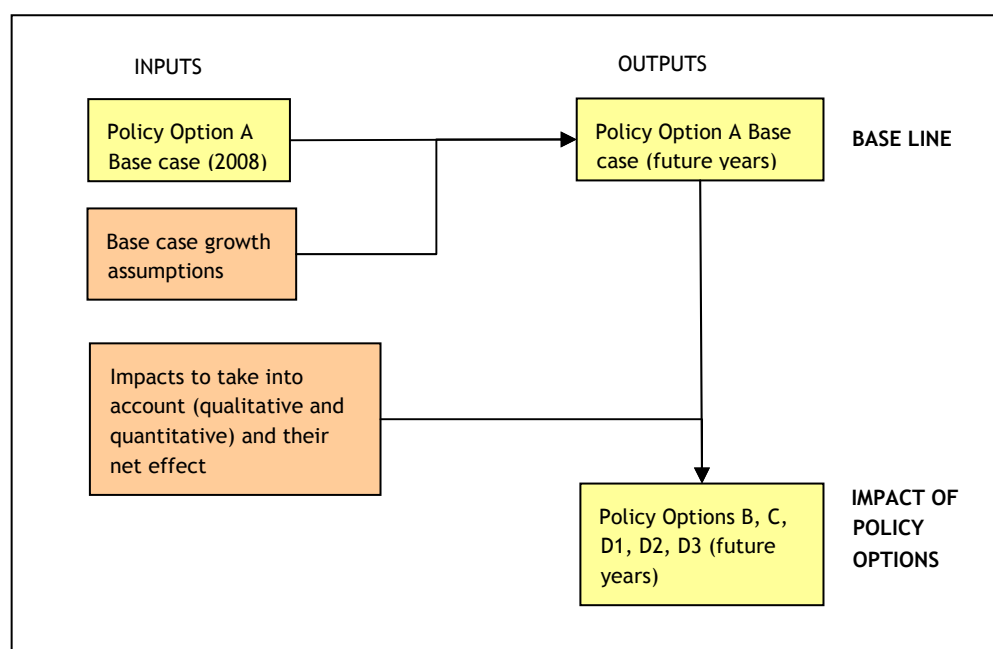 INPUTS
OUTPUTS
Policy Option A
Base case (2008)
Policy Option A Base
case (future years)
BASE LINE
Base case growth
assumptions
Impacts to take into
account (qualitative and
quantitative) and their
net effect
Policy Options B, C,
D1, D2, D3 (future
years)
IMPACT OF
POLICY
OPTIONS